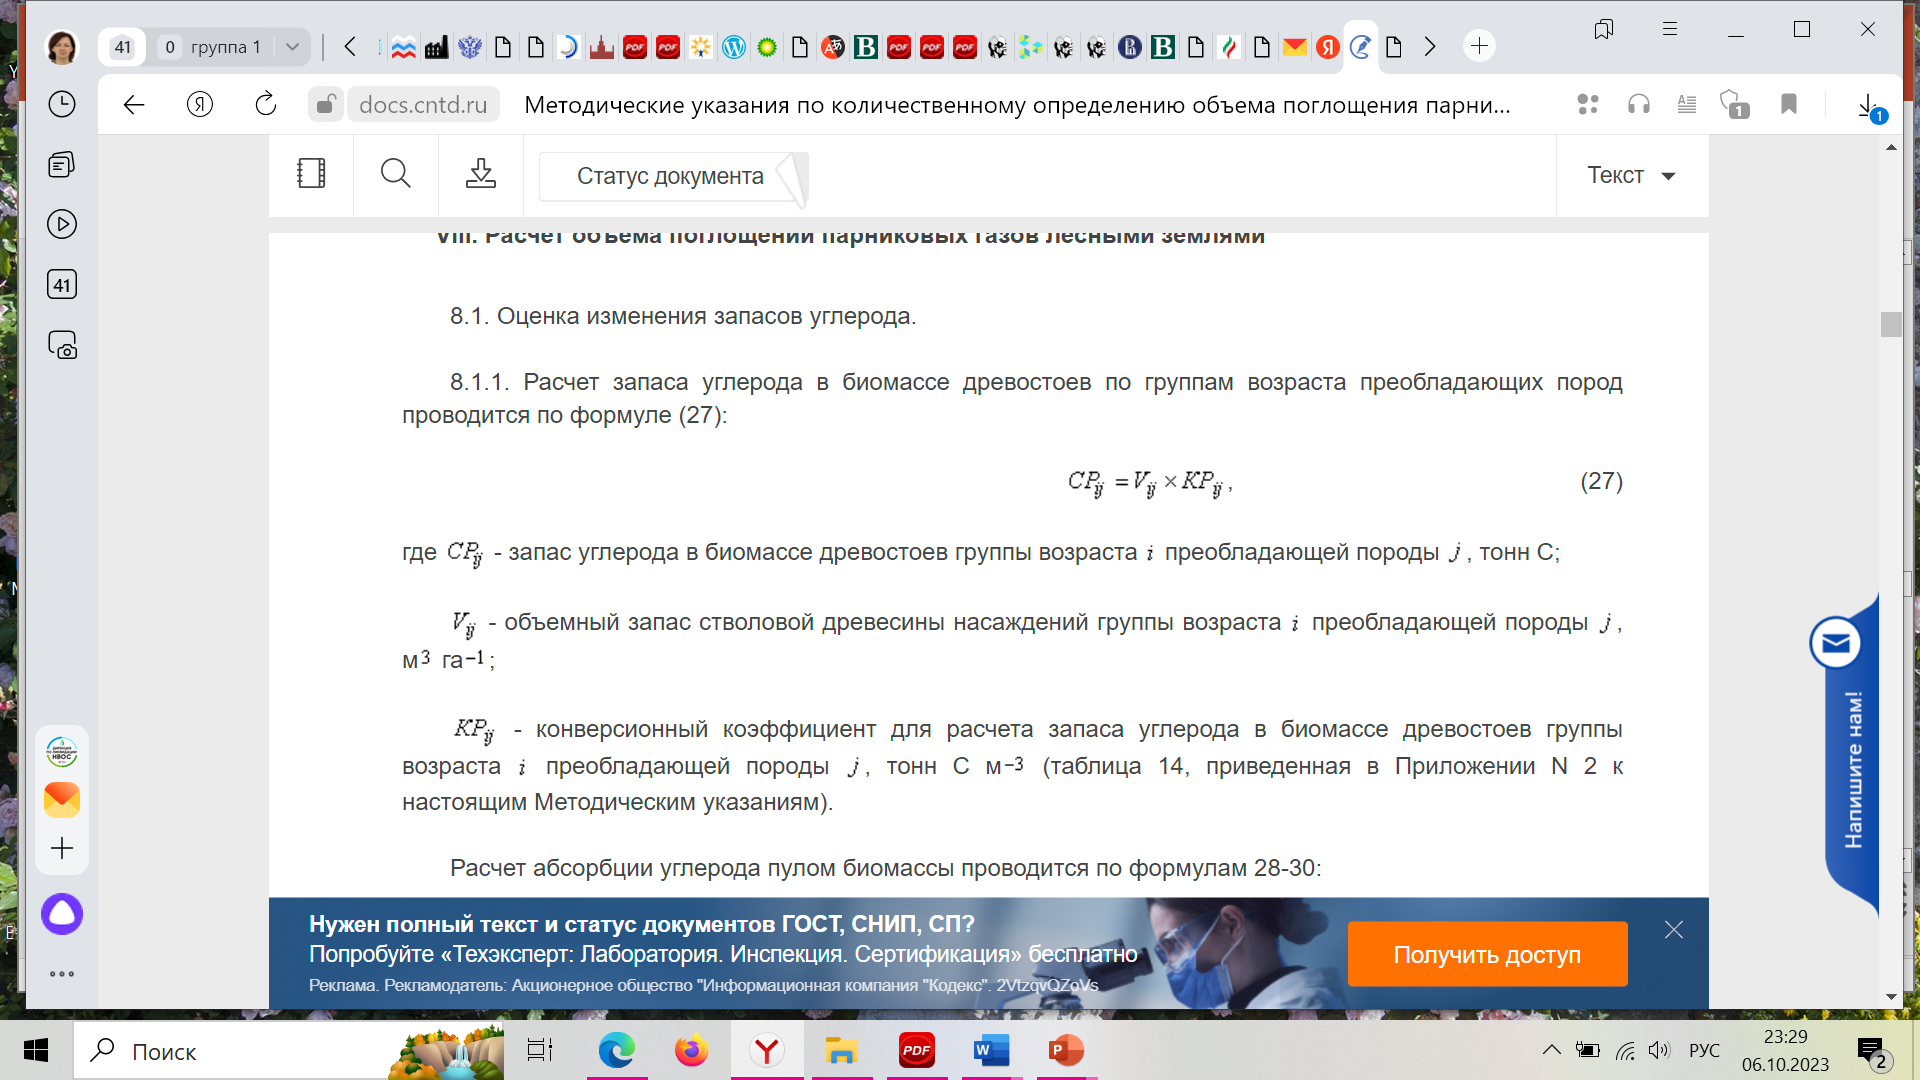 41
0 группа 1
docs.cntd.ru
Методические указания по количественному определению объема поглощения парни...
1
1
Статус документа
Текст
41
VIII. Расчет объема поглощений парниковых газов лесными землями
8.1. Оценка изменения запасов углерода.
8.1.1. Расчет запаса углерода в биомассе древостоев по группам возраста преобладающих пород
проводится по формуле (27):
CPij = Vij × KPij, (27)
где CPij - запас углерода в биомассе древостоев группы возраста i преобладающей породы j, тонн C;
Vij - объемный запас стволовой древесины насаждений группы возраста i преобладающей породы j,
м³ га⁻¹;
KPij - конверсионный коэффициент для расчета запаса углерода в биомассе древостоев группы
возраста i преобладающей породы j, тонн C м⁻³ (таблица 14, приведенная в Приложении N 2 к
настоящим Методическим указаниям).
Расчет абсорбции углерода пулом биомассы проводится по формулам 28-30:
Напишите нам!
Нужен полный текст и статус документов ГОСТ, СНИП, СП?
Попробуйте «Техэксперт: Лаборатория. Инспекция. Сертификация» бесплатно
Реклама. Рекламодатель: Акционерное общество "Информационная компания "Кодекс". 2VtzqvQZoVs
Получить доступ
Поиск
PDF
РУС
23:29
06.10.2023
2